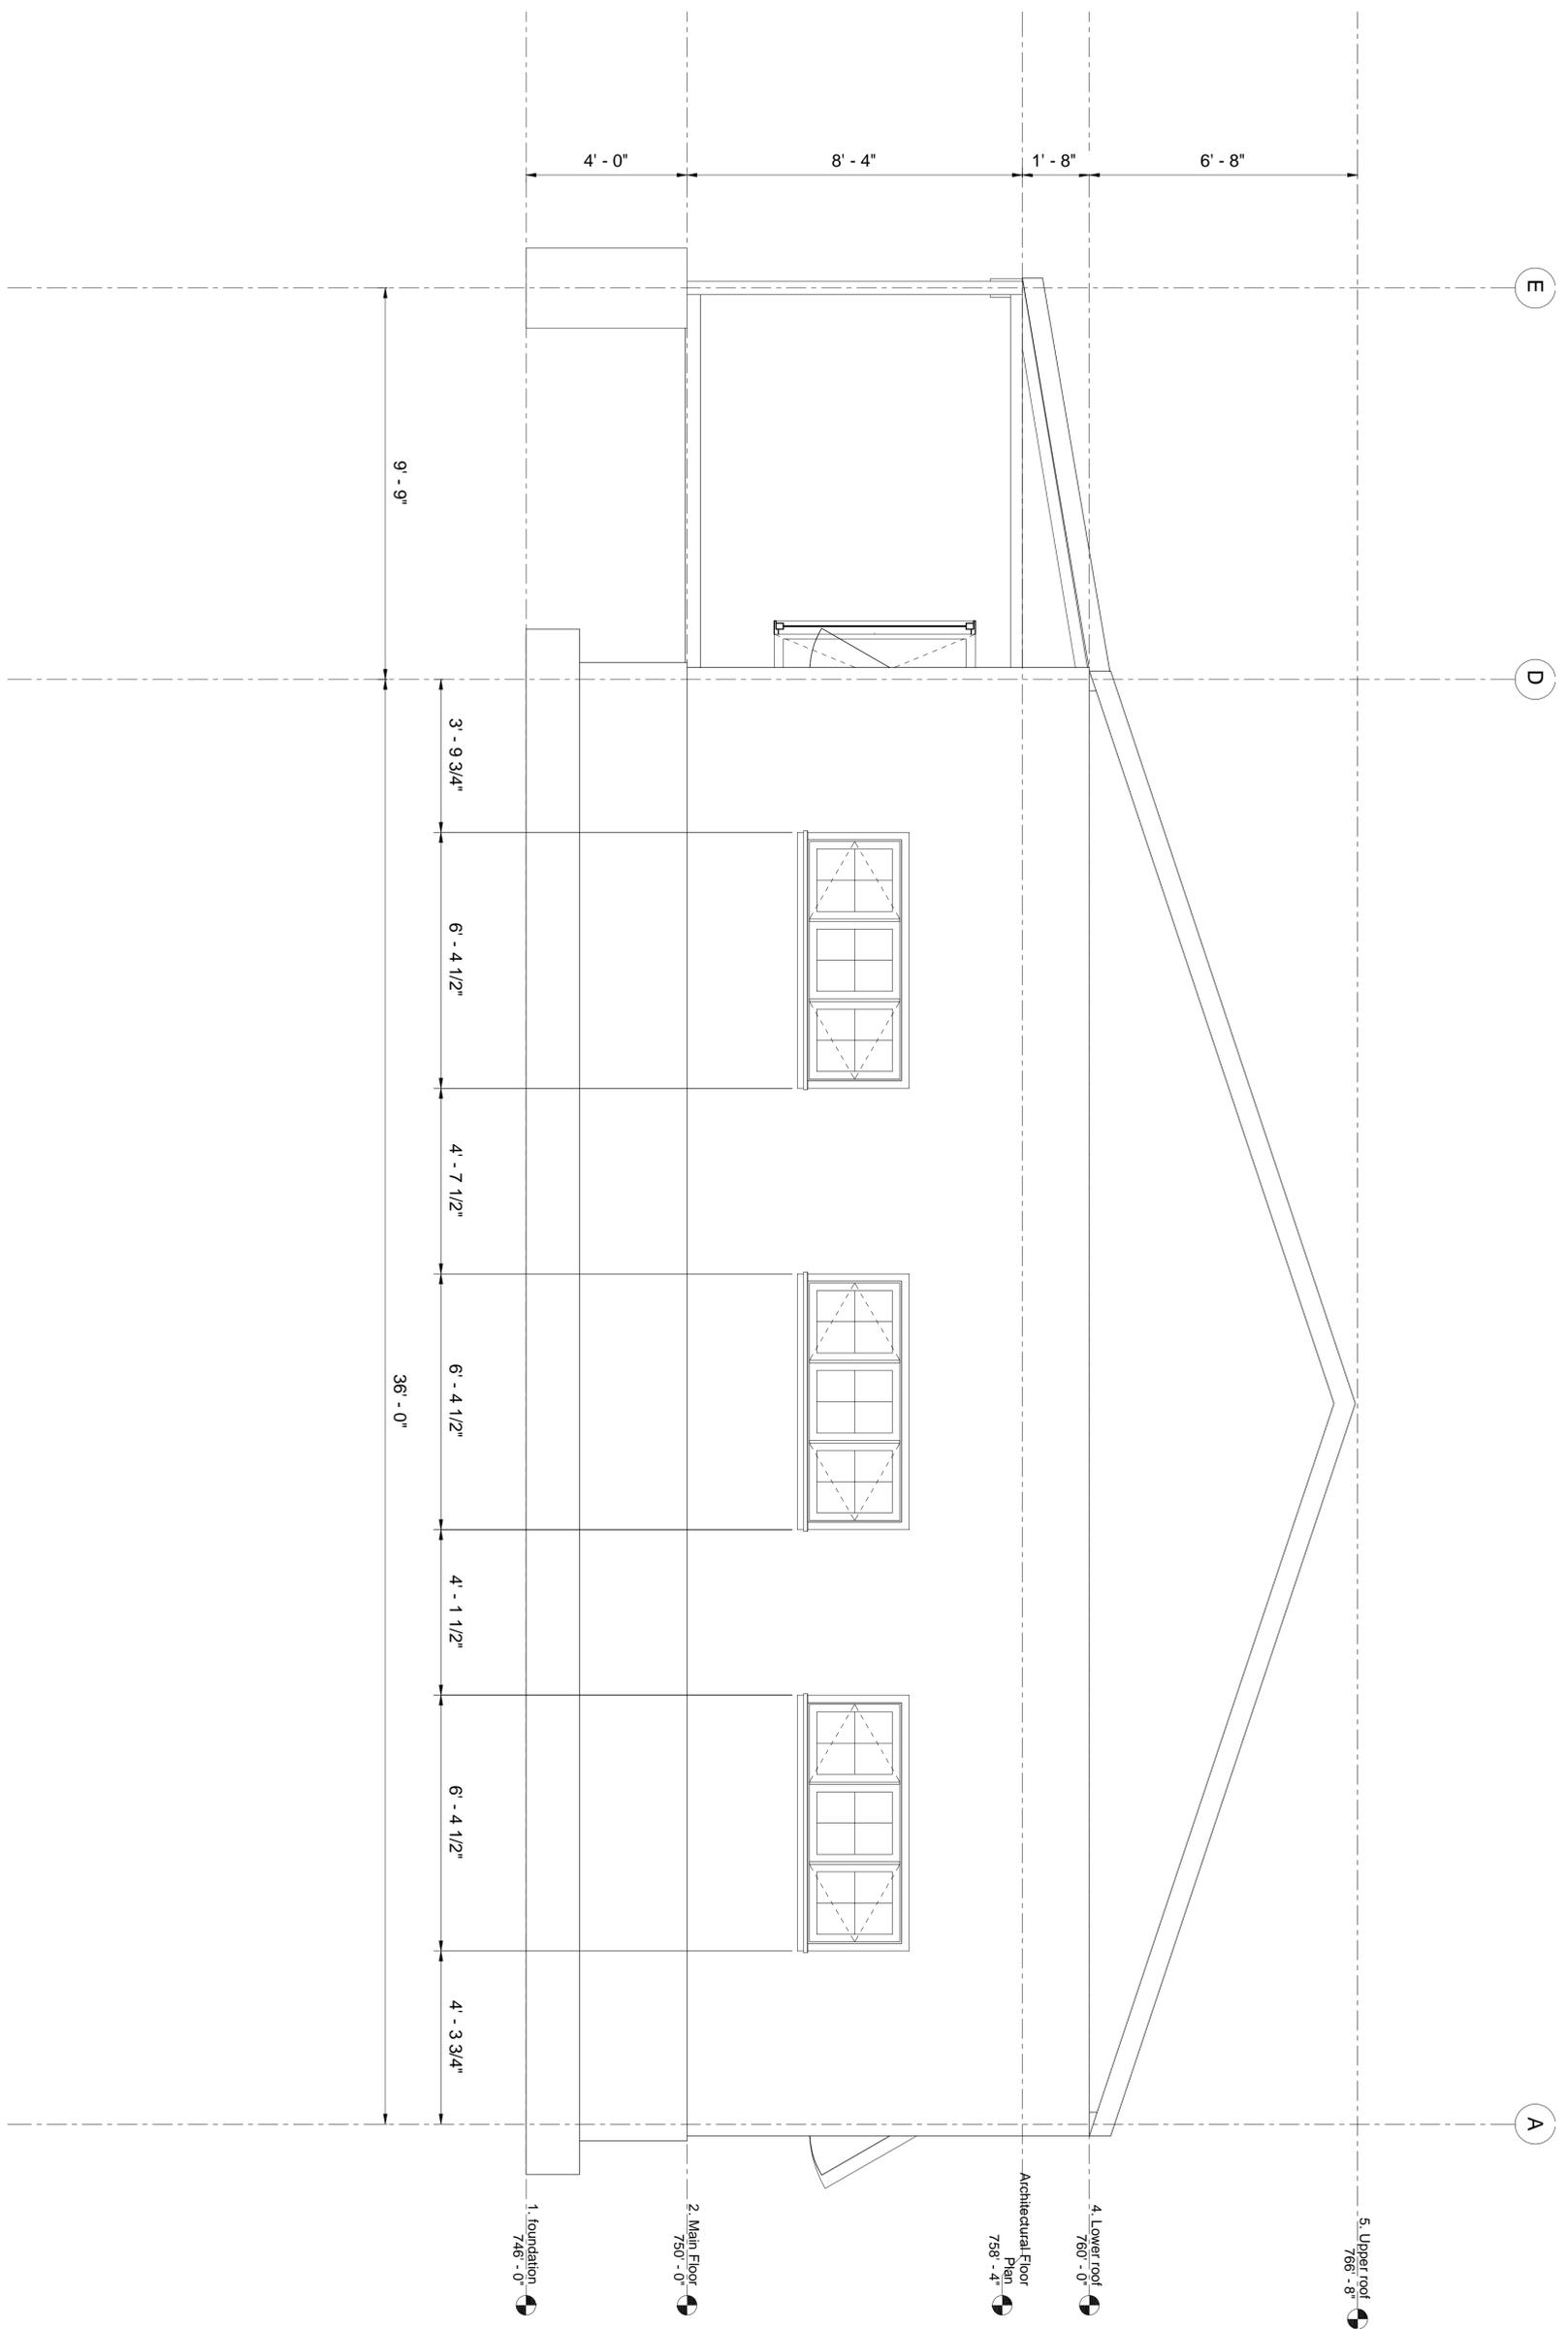 E
D
A
6' - 8"
1' - 8"
8' - 4"
4' - 0"
5. Upper roof
766' - 8"
4. Lower roof
760' - 0"
Architectural Floor
Plan
758' - 4"
2. Main Floor
750' - 0"
1. foundation
746' - 0"
3' - 9 3/4"
6' - 4 1/2"
4' - 7 1/2"
6' - 4 1/2"
4' - 1 1/2"
6' - 4 1/2"
4' - 3 3/4"
9' - 9"
36' - 0"